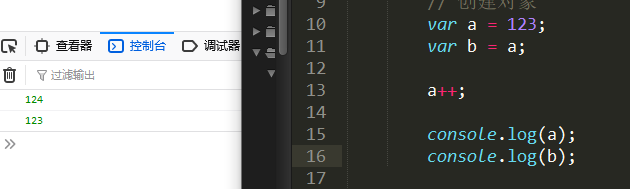 查看器 控制台 调试器
过滤输出
124
123
9 // 创建对象
10 var a = 123;
11 var b = a;
12
13 a++;
14
15 console.log(a);
16 console.log(b);
17